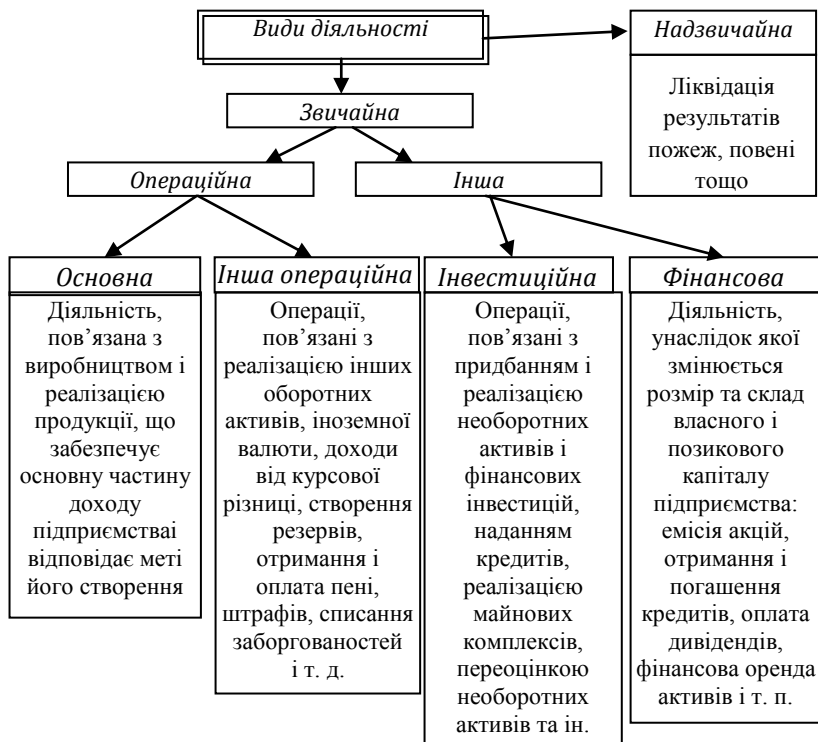 Види діяльності
Надзвичайна
Ліквідація
результатів
пожеж, повені
тощо
Звичайна
Операційна
Інша
Основна
Діяльність,
пов’язана з
виробництвом і
реалізацією
продукції, що
забезпечує
основну частину
доходу
підприємстваі
відповідає меті
його створення
Інша операційна
Операції,
пов’язані з
реалізацією інших
оборотних
активів, іноземної
валюти, доходи
від курсової
різниці, створення
резервів,
отримання і
оплата пені,
штрафів, списання
заборгованостей
і т. д.
Інвестиційна
Операції,
пов’язані з
придбанням і
реалізацією
необоротних
активів і
фінансових
інвестицій,
наданням
кредитів,
реалізацією
майнових
комплексів,
переоцінкою
необоротних
активів та ін.
Фінансова
Діяльність,
унаслідок якої
змінюється
розмір та склад
власного і
позикового
капіталу
підприємства:
емісія акцій,
отримання і
погашення
кредитів, оплата
дивідендів,
фінансова оренда
активів і т. п.